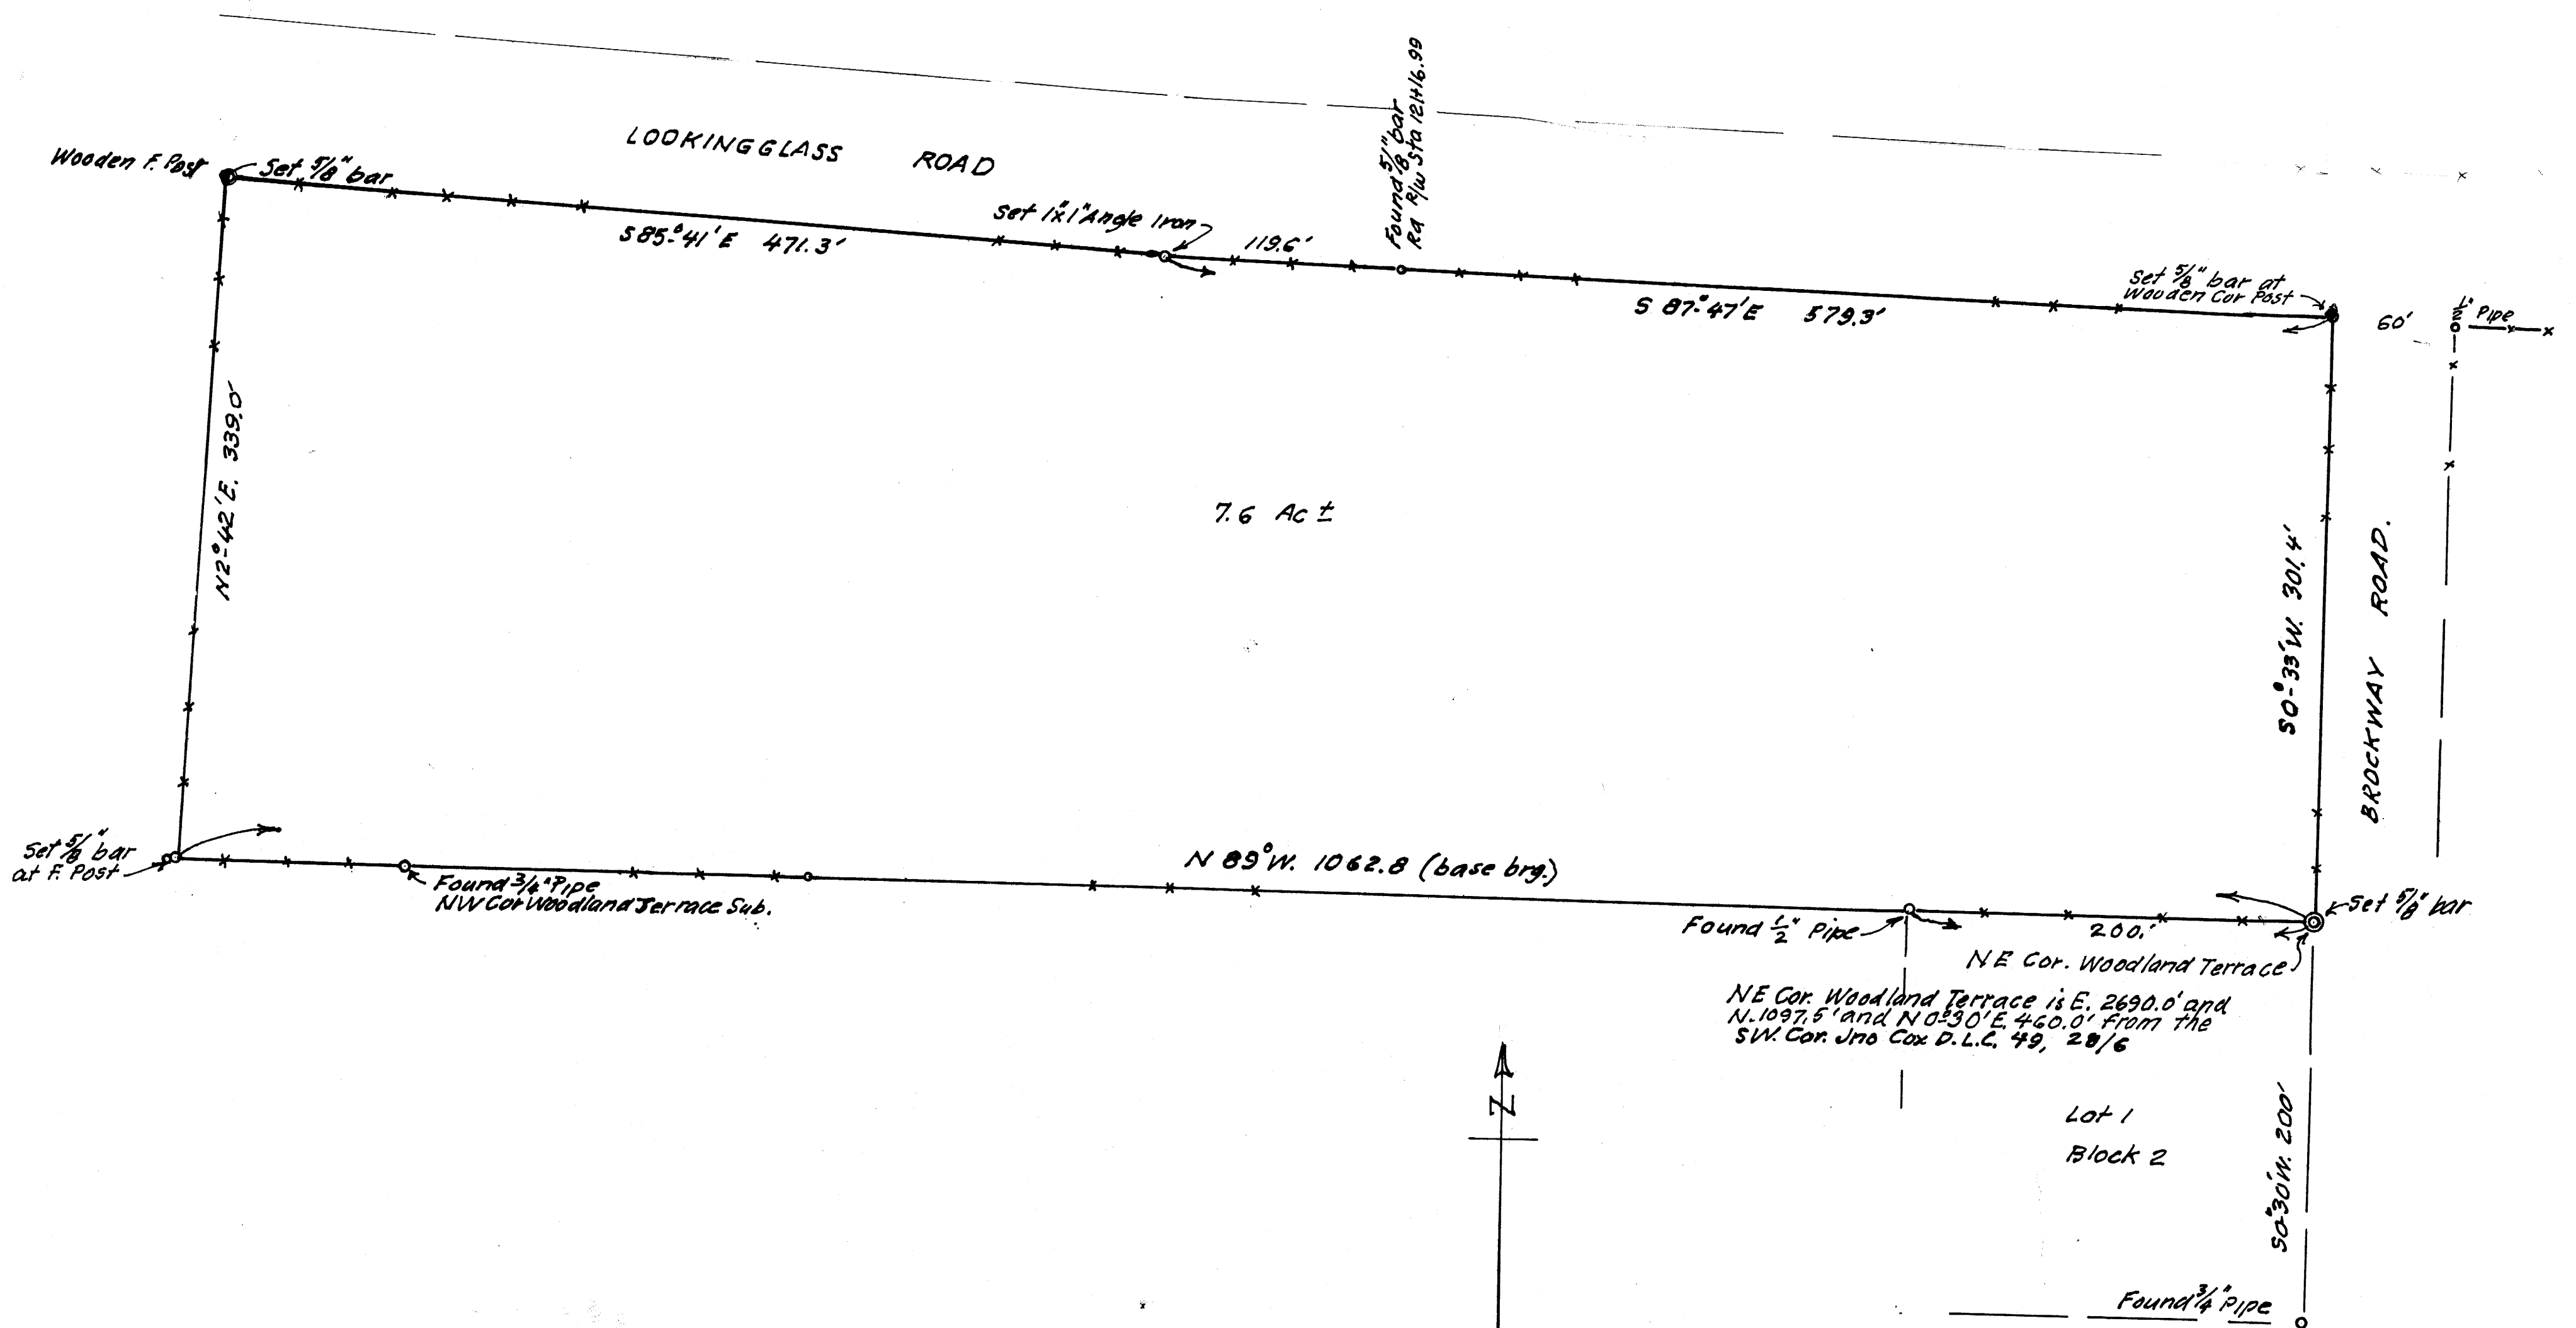 LOOKINGGLASS ROAD
Wooden F. Post
Set 5/8" bar
S85°-41'E 471.3'
Set 1"x1" Angle Iron
119.6'
Found 5/8" bar
Rd R/W Sta 121+16.99
S 87°-47'E 579.3'
Set 5/8" bar at
Wooden Cor Post
60'
1/2" Pipe
N2°-42'E. 339.0'
7.6 Ac ±
S0°-33'W. 301.4'
BROCKWAY ROAD.
Set 5/8" bar
at F. Post
Found 3/4" Pipe
NW Cor Woodland Terrace Sub.
N 89°W. 1062.8 (base brg.)
Found 1/2" Pipe
200.'
Set 5/8" bar
NE Cor. Woodland Terrace
NE Cor. Woodland Terrace is E. 2690.0' and
N. 1097.5' and N 0°-30'E. 460.0' from the
SW. Cor. Jno Cox D.L.C. 49, 28/6
N
Lot 1
Block 2
S0°-30'W. 200'
Found 3/4" Pipe